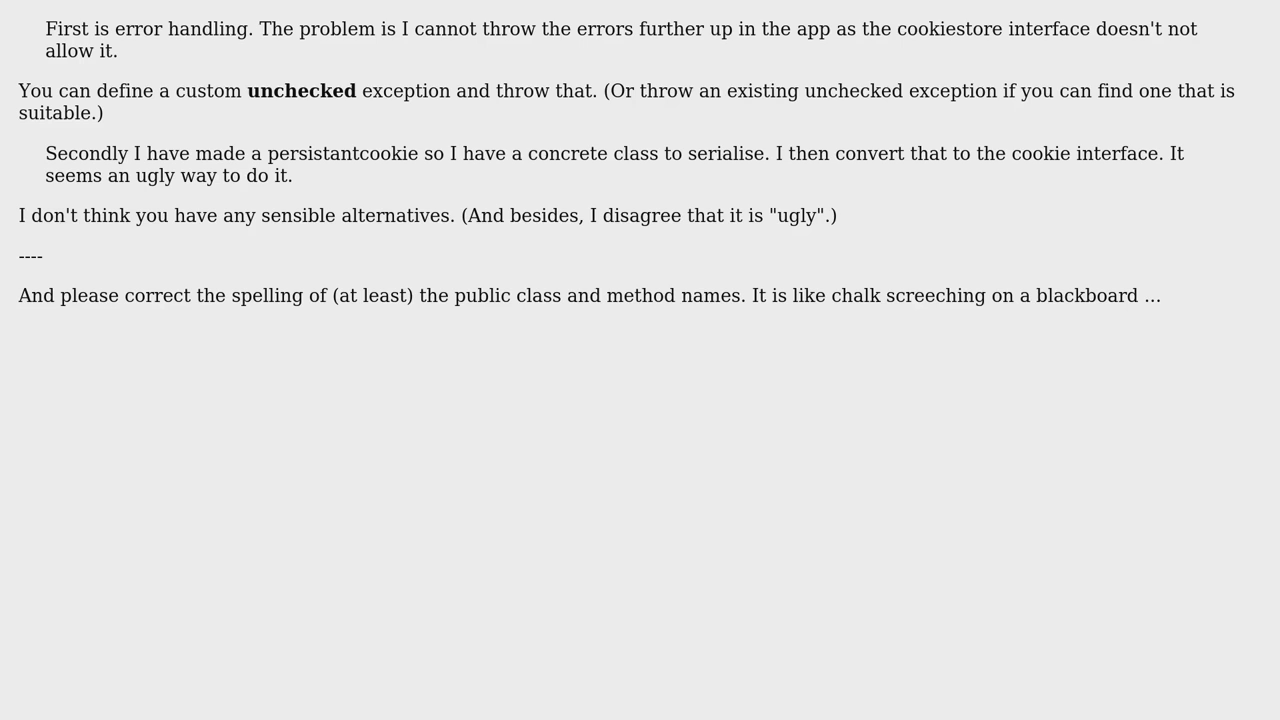 First is error handling. The problem is I cannot throw the errors further up in the app as the cookiestore interface doesn't not
allow it.
You can define a custom unchecked exception and throw that. (Or throw an existing unchecked exception if you can find one that is
suitable.)
Secondly I have made a persistantcookie so I have a concrete class to serialise. I then convert that to the cookie interface. It
seems an ugly way to do it.
I don't think you have any sensible alternatives. (And besides, I disagree that it is "ugly".)
----
And please correct the spelling of (at least) the public class and method names. It is like chalk screeching on a blackboard ...